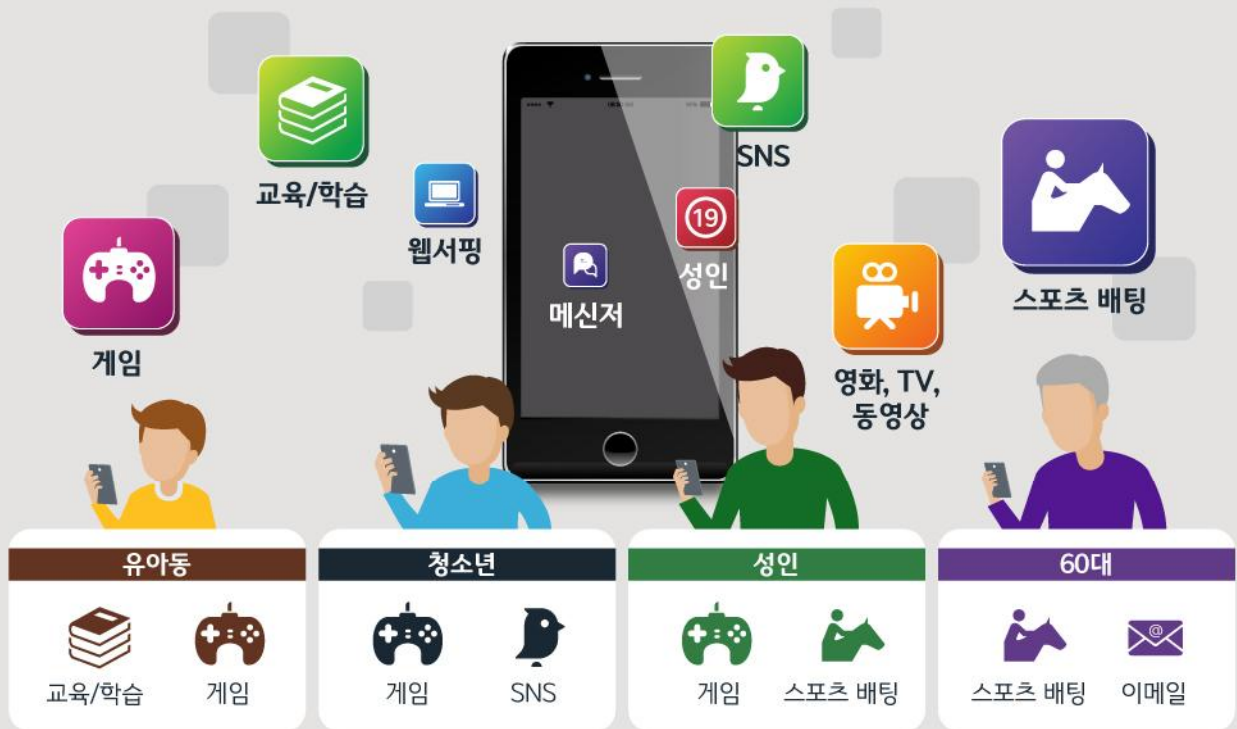 SNS
교육/학습
웹서핑
19
성인
메신저
스포츠 배팅
게임
영화, TV,
동영상
유아동
청소년
성인
60대
@
교육/학습
게임
게임
SNS
게임
스포츠 배팅
스포츠 배팅
이메일